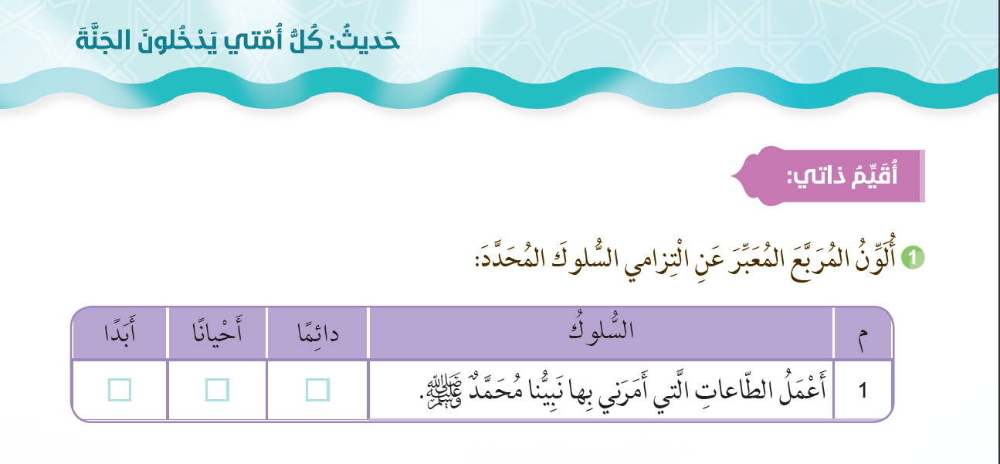 حَديثُ: كُلُّ أُمّتي يَدْخُلونَ الجَنَّةَ
أُقَيِّمُ ذاتي:
1 أُلَوِّنُ المُرَبَّعَ المُعَبِّرَ عَنِ الْتِزامي السُّلوكَ المُحَدَّدَ:
م السُّلوكُ دائِمًا أَحْيانًا أَبَدًا
1 أَعْمَلُ الطّاعاتِ الَّتي أَمَرَني بِها نَبِيُّنا مُحَمَّدٌ ﷺ.